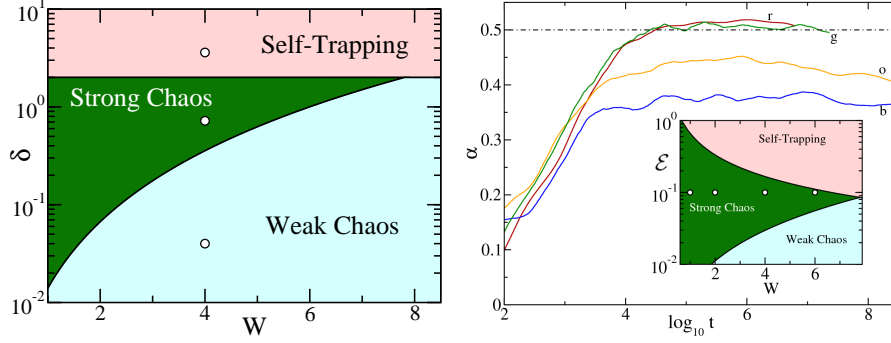 10¹
10⁰
10⁻¹
10⁻²
δ
Self-Trapping
Strong Chaos
Weak Chaos
2
4
6
8
W
0.5
0.4
0.3
0.2
0.1
α
r
g
o
b
2
4
6
8
log₁₀ t
10⁰
10⁻¹
10⁻²
ℰ
Self-Trapping
Strong Chaos
Weak Chaos
2
4
6
W